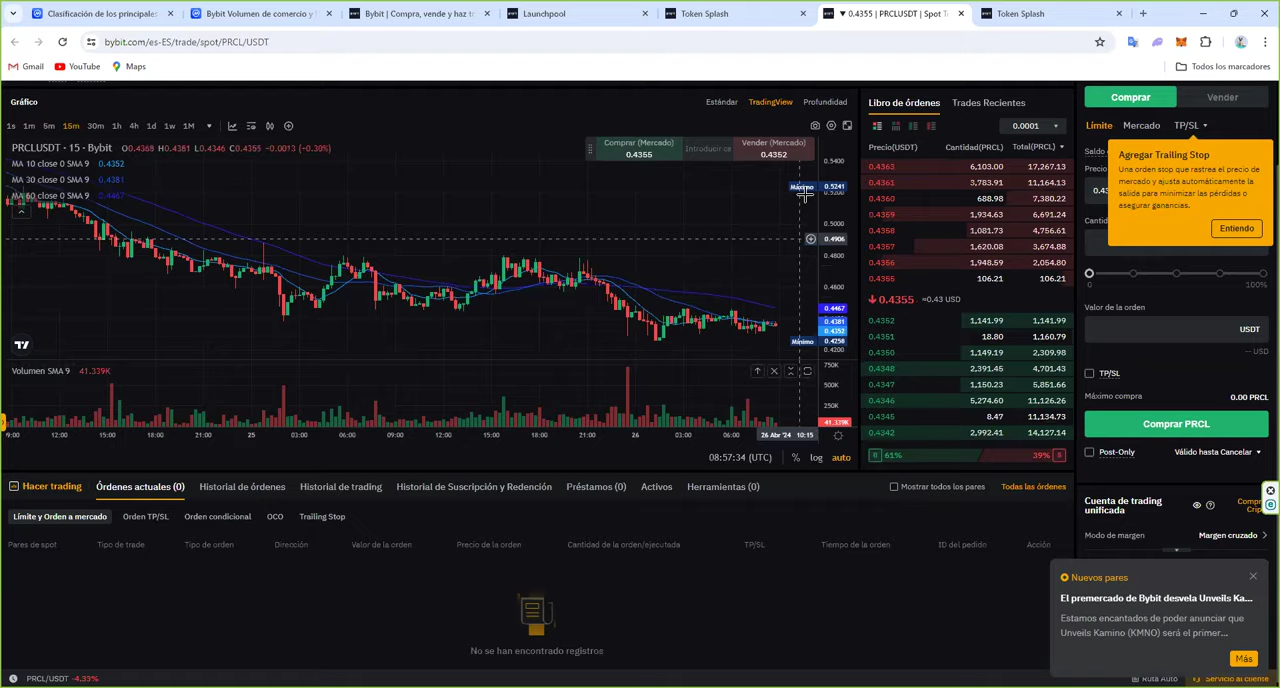 Clasificación de los principales
Bybit Volumen de comercio y
Bybit | Compra, vende y haz t
Launchpool
Token Splash
▼ 0.4355 | PRCLUSDT | Spot T
Token Splash
bybit.com/es-ES/trade/spot/PRCL/USDT
Gmail
YouTube
Maps
Todos los marcadores
Gráfico
Estándar
TradingView
Profundidad
1s 1m 5m 15m 30m 1h 4h 1d 1w 1M
PRCLUSDT · 15 · Bybit O0.4368 H0.4381 L0.4346 C0.4355 -0.0013 (-0.30%)
MA 10 close 0 SMA 9 0.4352
MA 30 close 0 SMA 9 0.4381
MA 60 close 0 SMA 9 0.4467
Comprar (Mercado)
0.4355
Introducir ce
Vender (Mercado)
0.4352
0.5400
Máximo 0.5241
0.5000
0.4906
0.4800
0.4600
0.4467
0.4381
0.4352
Mínimo 0.4258
0.4200
Volumen SMA 9 41.339K
750K
500K
250K
41.339K
9:00 12:00 15:00 18:00 21:00 25 03:00 06:00 09:00 12:00 15:00 18:00 21:00 26 03:00 06:00
26 Abr '24 10:15
08:57:34 (UTC) % log auto
Libro de órdenes
Trades Recientes
0.0001
Precio(USDT) Cantidad(PRCL) Total(PRCL)
0.4363 6,103.00 17,267.13
0.4361 3,783.91 11,164.13
0.4360 688.98 7,380.22
0.4359 1,934.63 6,691.24
0.4358 1,081.73 4,756.61
0.4357 1,620.08 3,674.88
0.4356 1,948.59 2,054.80
0.4355 106.21 106.21
0.4355 ≈0.43 USD
0.4352 1,141.99 1,141.99
0.4351 18.80 1,160.79
0.4350 1,149.19 2,309.98
0.4348 2,391.45 4,701.43
0.4347 1,150.23 5,851.66
0.4346 5,274.60 11,126.26
0.4345 8.47 11,134.73
0.4342 2,992.41 14,127.14
B 61%
39% S
Comprar
Vender
Límite
Mercado
TP/SL
Saldo
Precio
Cantid
Agregar Trailing Stop
Una orden stop que rastrea el precio de
mercado y ajusta automáticamente la
salida para minimizar las pérdidas o
asegurar ganancias.
Entiendo
0 100%
Valor de la orden
USDT
-- USD
TP/SL
Máximo compra 0.00 PRCL
Comprar PRCL
Post-Only
Válido hasta Cancelar
Cuenta de trading
unificada
Compr
Crip
Modo de margen
Margen cruzado
Hacer trading
Órdenes actuales (0)
Historial de órdenes
Historial de trading
Historial de Suscripción y Redención
Préstamos (0)
Activos
Herramientas (0)
Mostrar todos los pares
Todas las órdenes
Límite y Orden a mercado
Orden TP/SL
Orden condicional
OCO
Trailing Stop
Pares de spot
Tipo de trade
Tipo de orden
Dirección
Valor de la orden
Precio de la orden
Cantidad de la orden/ejecutada
TP/SL
Tiempo de la orden
ID del pedido
Acción
No se han encontrado registros
Nuevos pares
El premercado de Bybit desvela Unveils Ka...
Estamos encantados de poder anunciar que
Unveils Kamino (KMNO) será el primer...
Más
PRCL/USDT -4.33%
Ruta Auto
Servicio al cliente